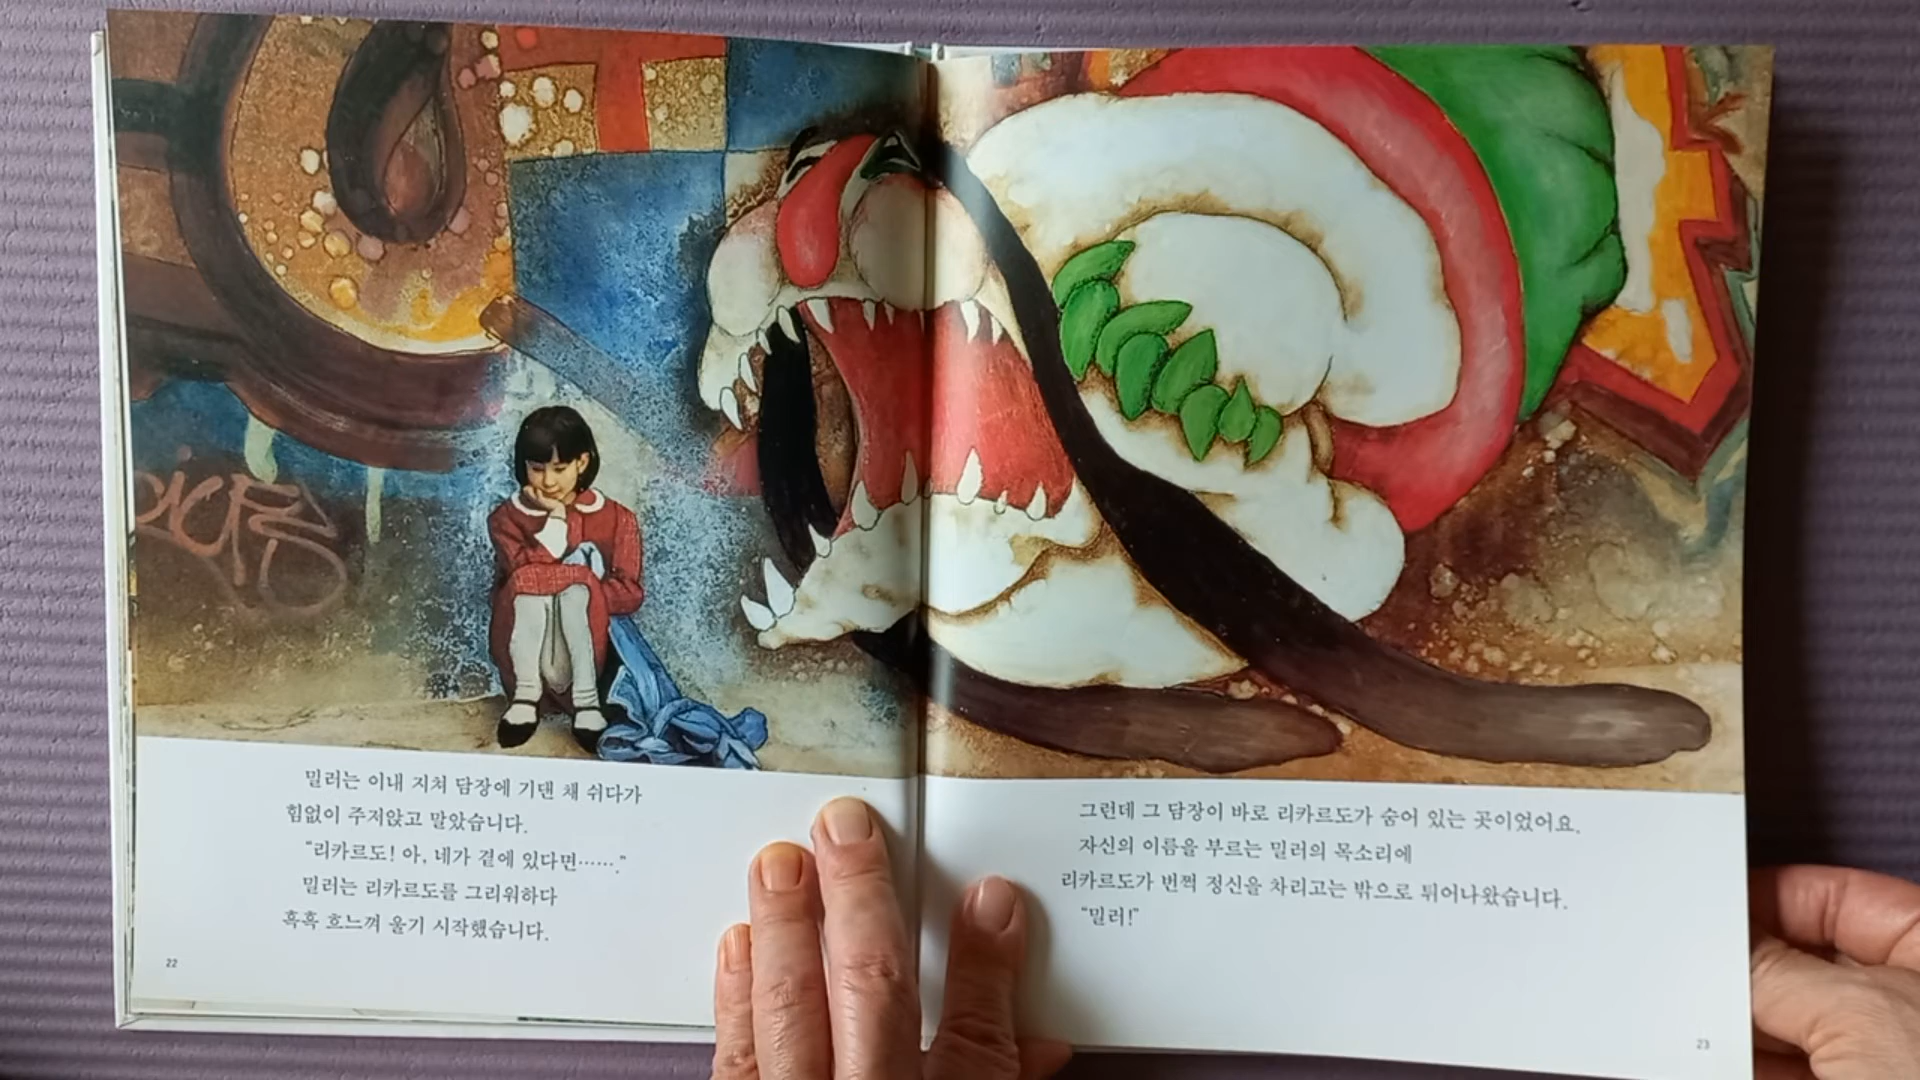 밀러는 이내 지쳐 담장에 기댄 채 쉬다가
힘없이 주저앉고 말았습니다.
"리카르도! 아, 네가 곁에 있다면……."
밀러는 리카르도를 그리워하다
흑흑 흐느껴 울기 시작했습니다.
22
그런데 그 담장이 바로 리카르도가 숨어 있는 곳이었어요.
자신의 이름을 부르는 밀러의 목소리에
리카르도가 번쩍 정신을 차리고는 밖으로 뛰어나왔습니다.
"밀러!"
23